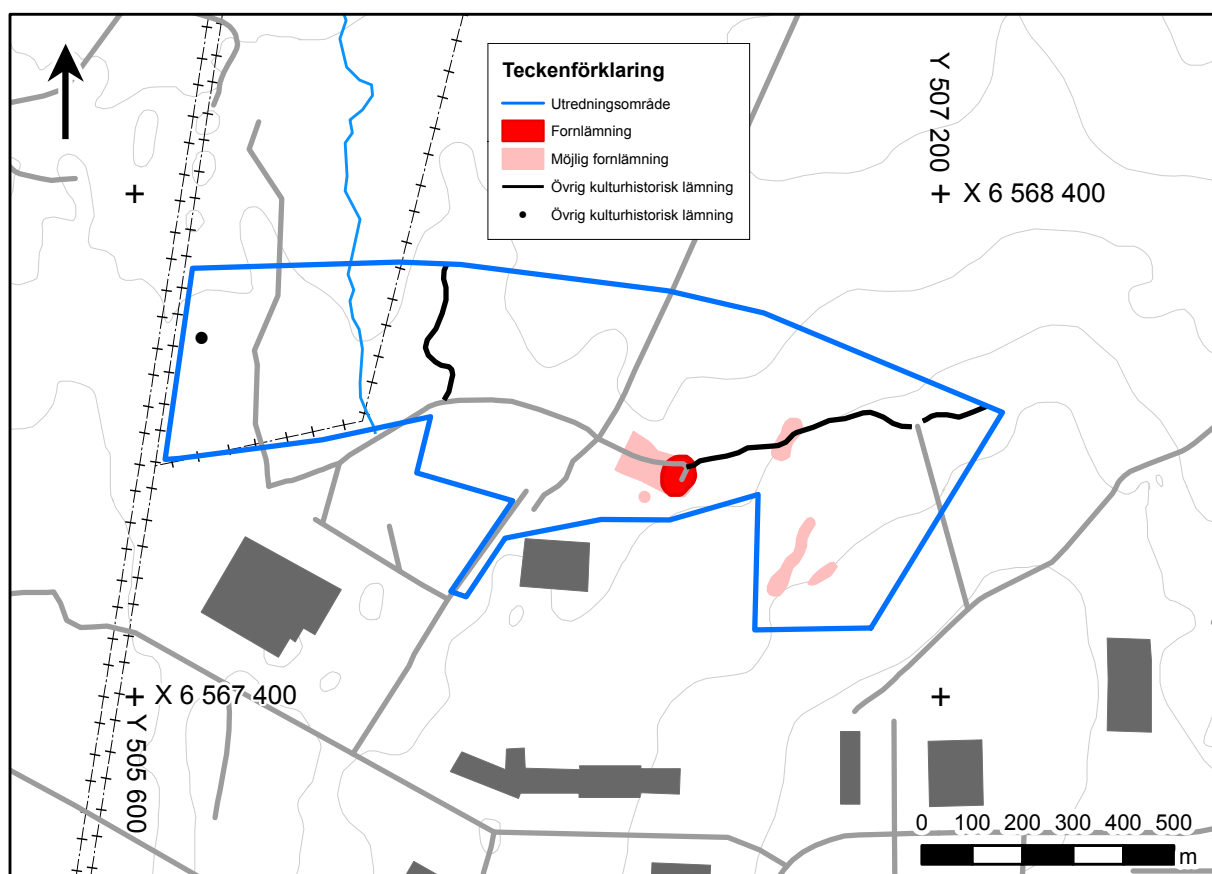 Teckenförklaring
Utredningsområde
Fornlämning
Möjlig fornlämning
Övrig kulturhistorisk lämning
Övrig kulturhistorisk lämning
Y 507 200
X 6 568 400
X 6 567 400
Y 505 600
0 100 200 300 400 500
m